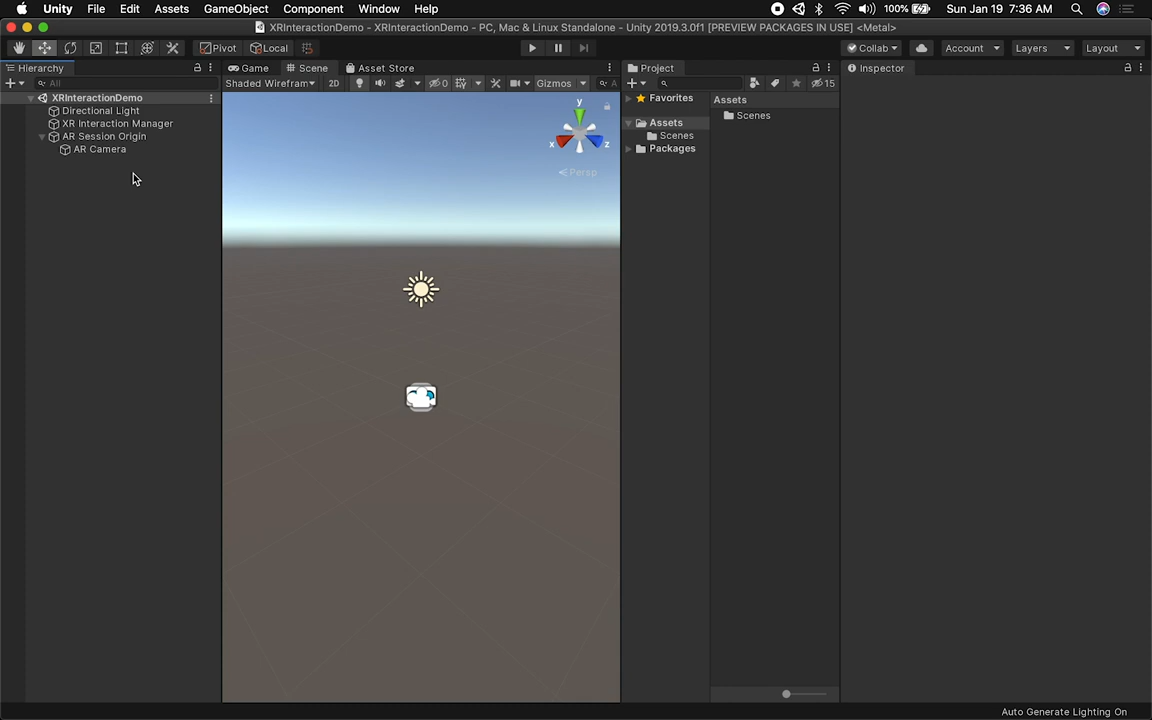 Unity File Edit Assets GameObject Component Window Help 100% Sun Jan 19 7:36 AM
XRInteractionDemo - XRInteractionDemo - PC, Mac & Linux Standalone - Unity 2019.3.0f1 [PREVIEW PACKAGES IN USE] <Metal>
Pivot Local Collab Account Layers Layout
Hierarchy Game Scene Asset Store Project Inspector
All Shaded Wireframe 2D 0 Gizmos A 15
XRInteractionDemo
Directional Light
XR Interaction Manager
AR Session Origin
AR Camera
y
x z
Persp
Favorites
Assets
Scenes
Packages
Assets
Scenes
Auto Generate Lighting On